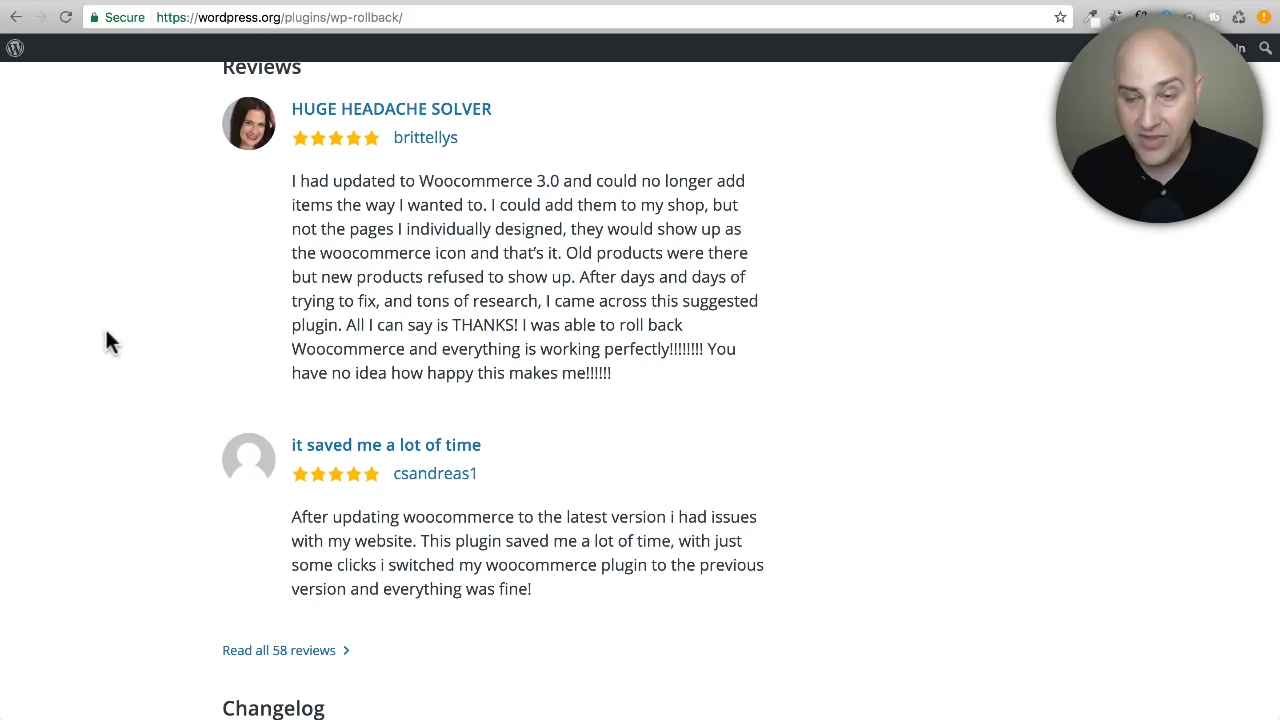 Secure
https://wordpress.org/plugins/wp-rollback/
In
Reviews
HUGE HEADACHE SOLVER
brittellys
I had updated to Woocommerce 3.0 and could no longer add
items the way I wanted to. I could add them to my shop, but
not the pages I individually designed, they would show up as
the woocommerce icon and that's it. Old products were there
but new products refused to show up. After days and days of
trying to fix, and tons of research, I came across this suggested
plugin. All I can say is THANKS! I was able to roll back
Woocommerce and everything is working perfectly!!!!!!!! You
have no idea how happy this makes me!!!!!!
it saved me a lot of time
csandreas1
After updating woocommerce to the latest version i had issues
with my website. This plugin saved me a lot of time, with just
some clicks i switched my woocommerce plugin to the previous
version and everything was fine!
Read all 58 reviews
Changelog